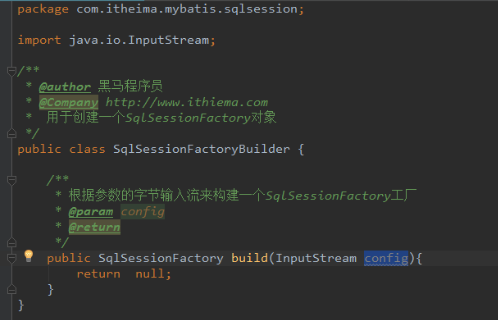 package com.itheima.mybatis.sqlsession;
import java.io.InputStream;
/**
* @author 黑马程序员
* @Company http://www.ithiema.com
* 用于创建一个SqlSessionFactory对象
*/
public class SqlSessionFactoryBuilder {
/**
* 根据参数的字节输入流来构建一个SqlSessionFactory工厂
* @param config
* @return
*/
public SqlSessionFactory build(InputStream config){
return null;
}
}